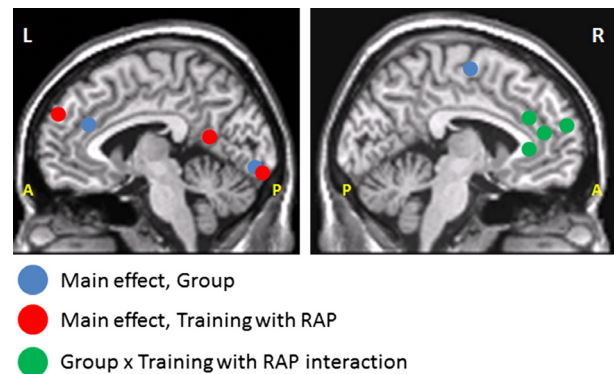 L R
A P P A
Main effect, Group
Main effect, Training with RAP
Group x Training with RAP interaction